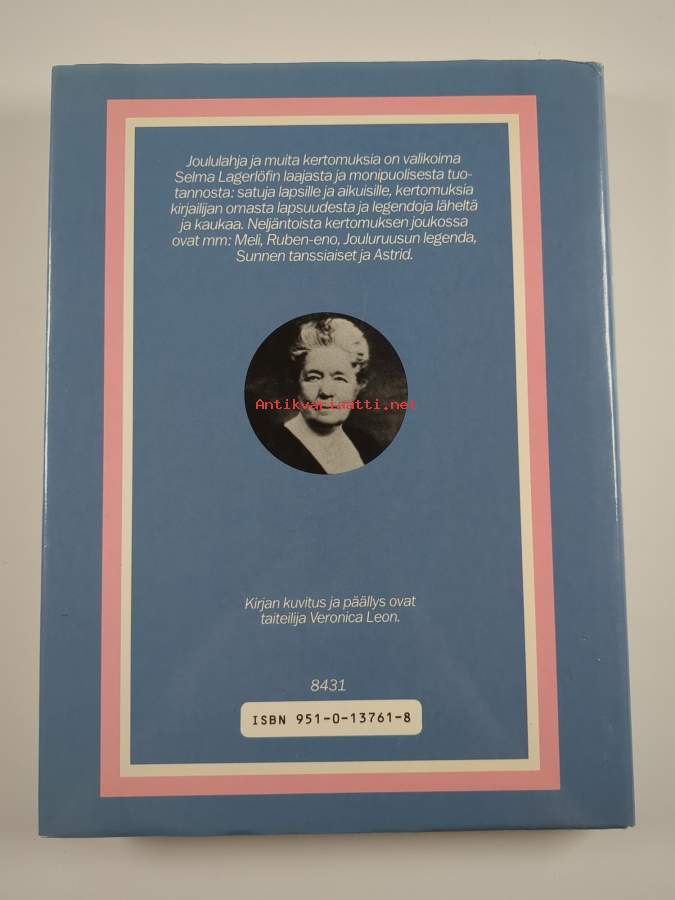 Joululahja ja muita kertomuksia on valikoima
Selma Lagerlöfin laajasta ja monipuolisesta tuo-
tannosta: satuja lapsille ja aikuisille, kertomuksia
kirjailijan omasta lapsuudesta ja legendoja läheltä
ja kaukaa. Neljäntoista kertomuksen joukossa
ovat mm: Meli, Ruben-eno, Jouluruusun legenda,
Sunnen tanssiaiset ja Astrid.
Antikvariaatti.net
Kirjan kuvitus ja päällys ovat
taiteilija Veronica Leon.
8431
ISBN 951-0-13761-8